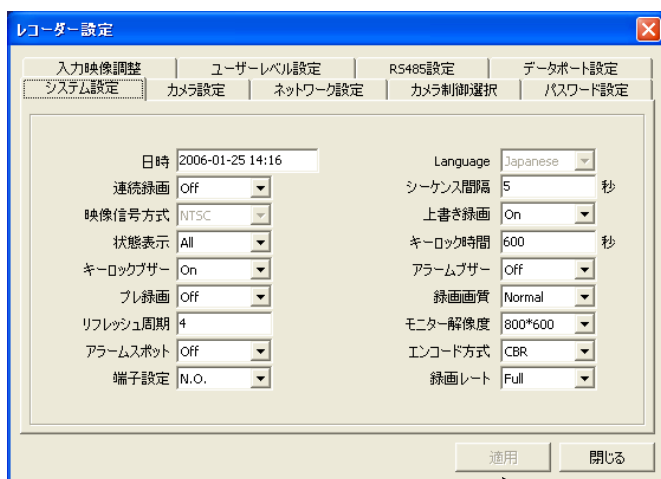 レコーダー設定
入力映像調整 ユーザーレベル設定 RS485設定 データポート設定
システム設定 カメラ設定 ネットワーク設定 カメラ制御選択 パスワード設定
日時 2006-01-25 14:16 Language Japanese
連続録画 Off シーケンス間隔 5 秒
映像信号方式 NTSC 上書き録画 On
状態表示 All キーロック時間 600 秒
キーロックブザー On アラームブザー Off
プレ録画 Off 録画画質 Normal
リフレッシュ周期 4 モニター解像度 800*600
アラームスポット Off エンコード方式 CBR
端子設定 N.O. 録画レート Full
適用 閉じる